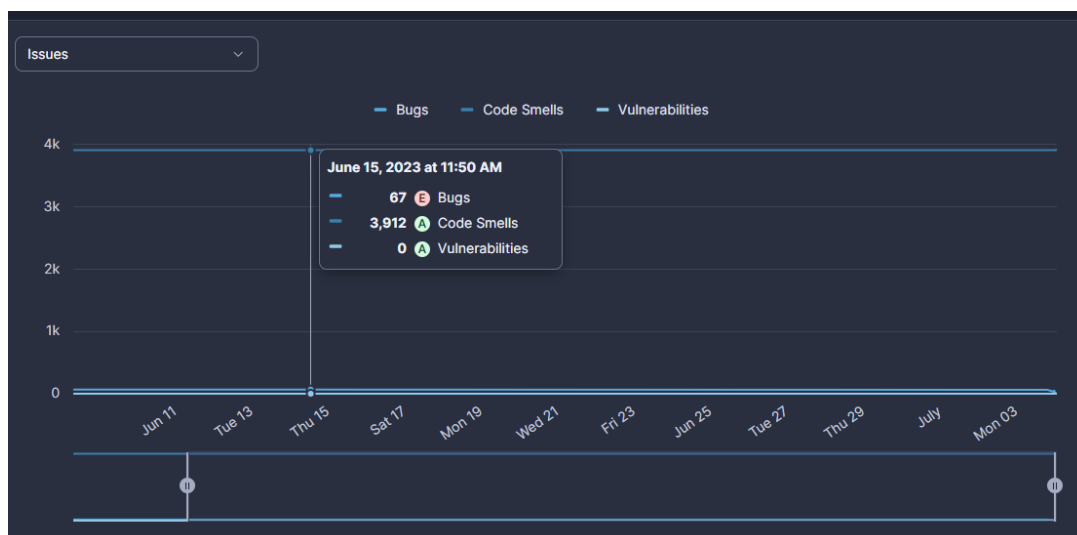 Issues
Bugs Code Smells Vulnerabilities
4k
June 15, 2023 at 11:50 AM
67 E Bugs
3k
3,912 A Code Smells
0 A Vulnerabilities
2k
1k
0
Jun 11 Tue 13 Thu 15 Sat 17 Mon 19 Wed 21 Fri 23 Jun 25 Tue 27 Thu 29 July Mon 03